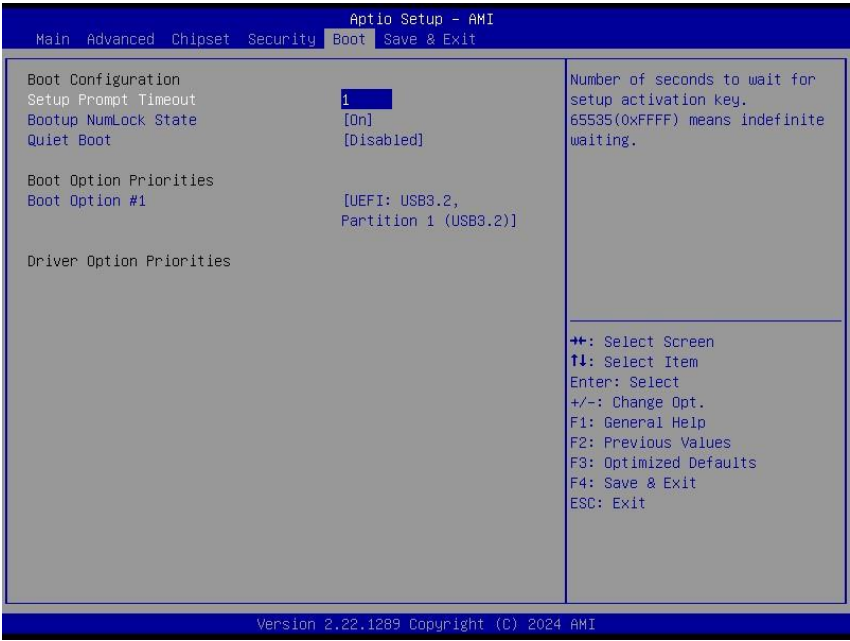 Aptio Setup - AMI
Main Advanced Chipset Security Boot Save & Exit
Boot Configuration
Setup Prompt Timeout 1
Bootup NumLock State [On]
Quiet Boot [Disabled]
Boot Option Priorities
Boot Option #1 [UEFI: USB3.2,
Partition 1 (USB3.2)]
Driver Option Priorities
Number of seconds to wait for
setup activation key.
65535(0xFFFF) means indefinite
waiting.
→←: Select Screen
↑↓: Select Item
Enter: Select
+/-: Change Opt.
F1: General Help
F2: Previous Values
F3: Optimized Defaults
F4: Save & Exit
ESC: Exit
Version 2.22.1289 Copyright (C) 2024 AMI